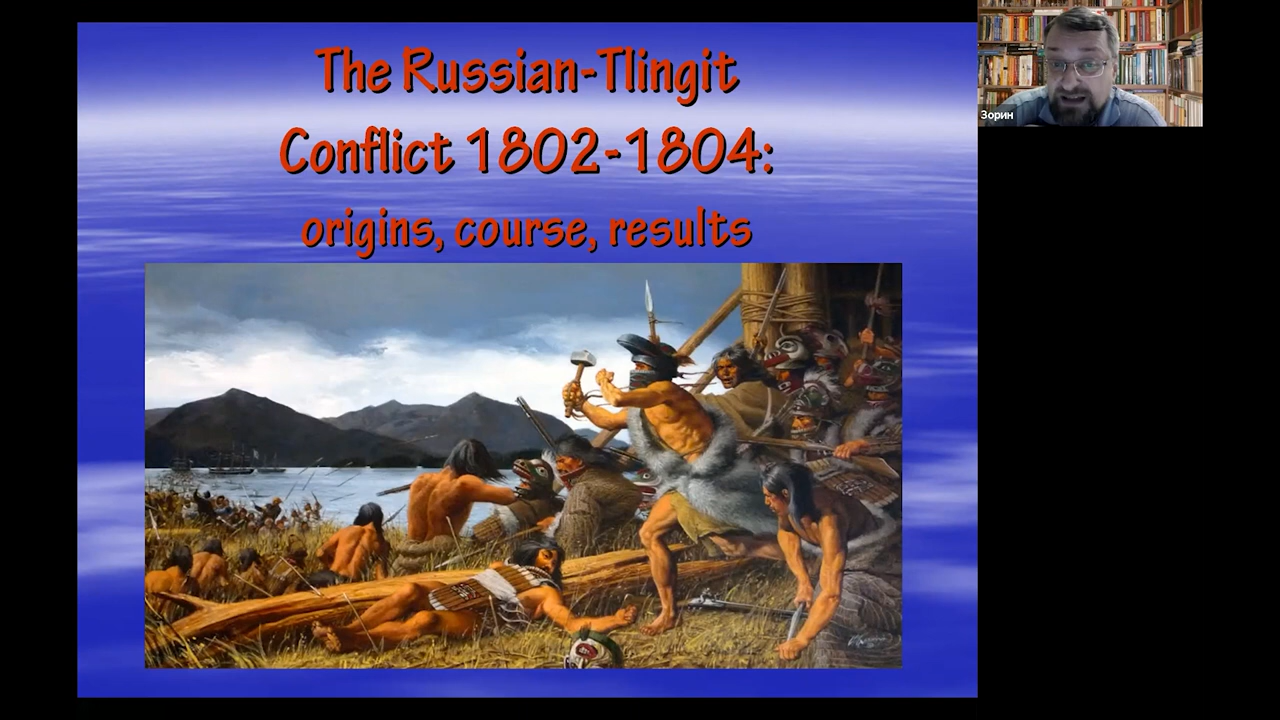 The Russian-Tlingit
Conflict 1802-1804:
origins, course, results
Зорин